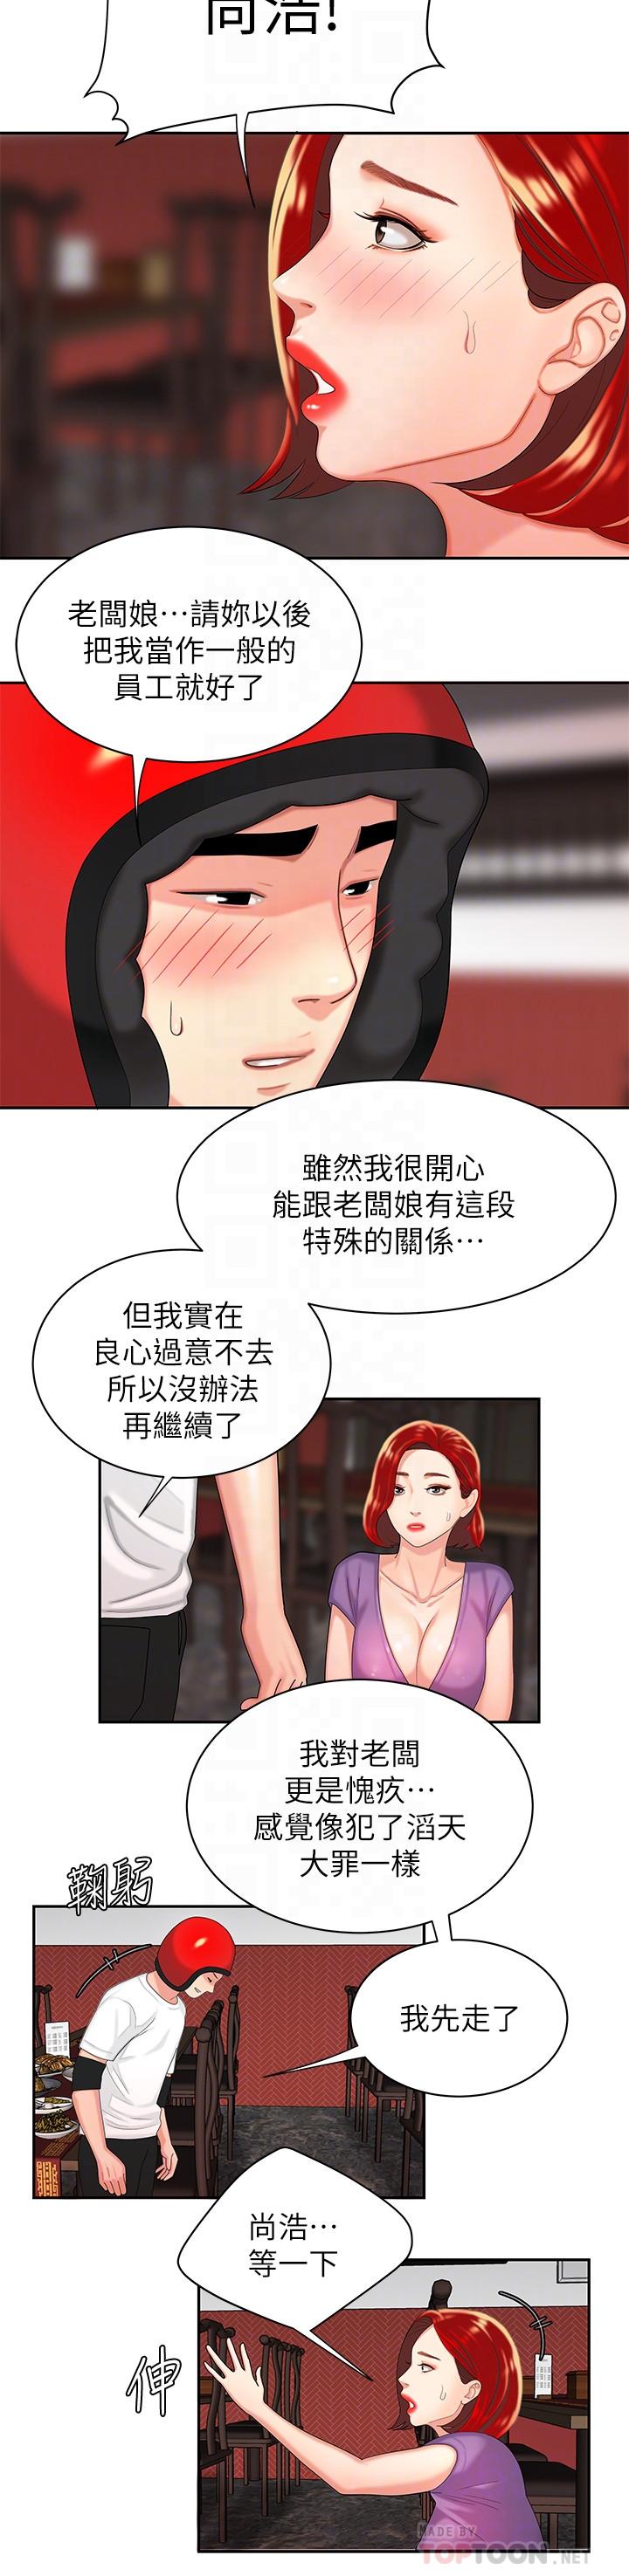 尚浩!
老闆娘…請妳以後
把我當作一般的
員工就好了
雖然我很開心
能跟老闆娘有這段
特殊的關係…
但我實在
良心過意不去
所以沒辦法
再繼續了
我對老闆
更是愧疚…
感覺像犯了滔天
大罪一樣
鞠躬
我先走了
尚浩…
等一下
伸
MADE BY
TOPTOON.NET